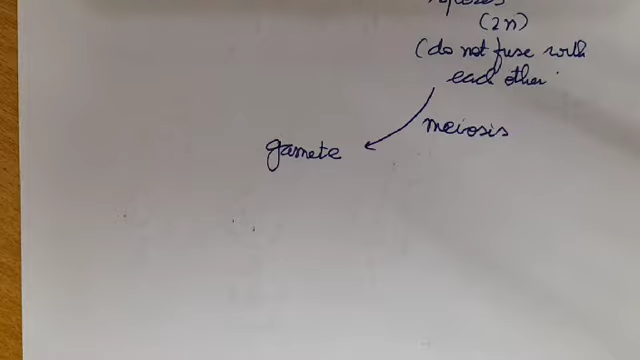 (2n)
(do not fuse with
each other
meiosis
gamete